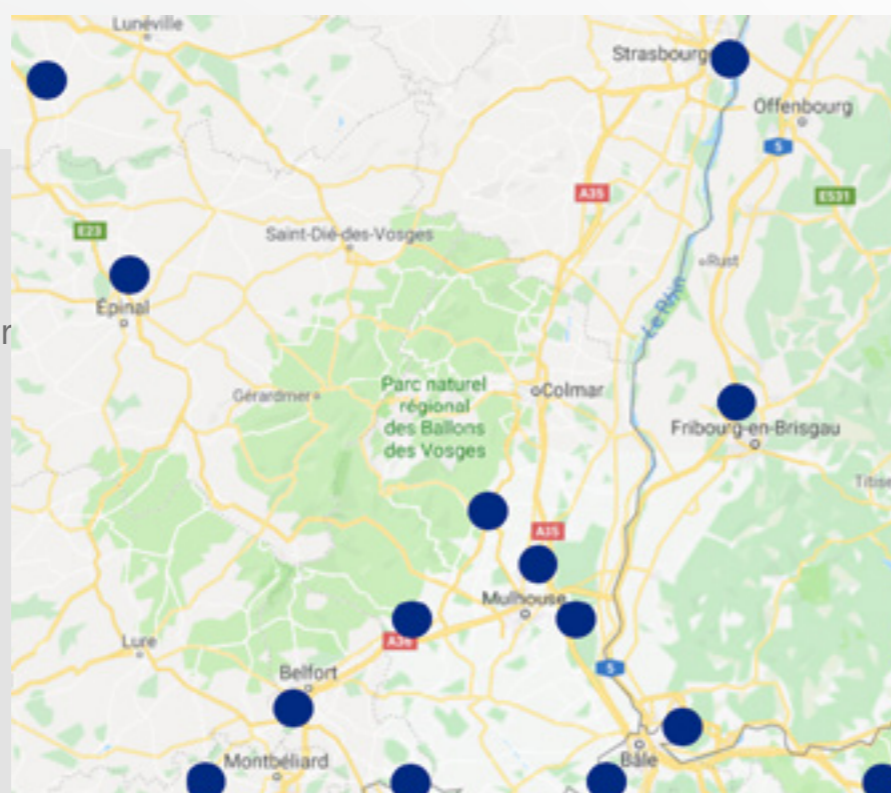 Lunéville
Strasbourg
Offenbourg
5
A35
E531
E23
Saint-Dié-des-Vosges
Rust
Le Rhin
Épinal
r
Gérardmer
Parc naturel
régional
des Ballons
des Vosges
Colmar
Fribourg-en-Brisgau
Titise
A35
Mulhouse
A36
Lure
5
Belfort
Bâle
Montbéliard